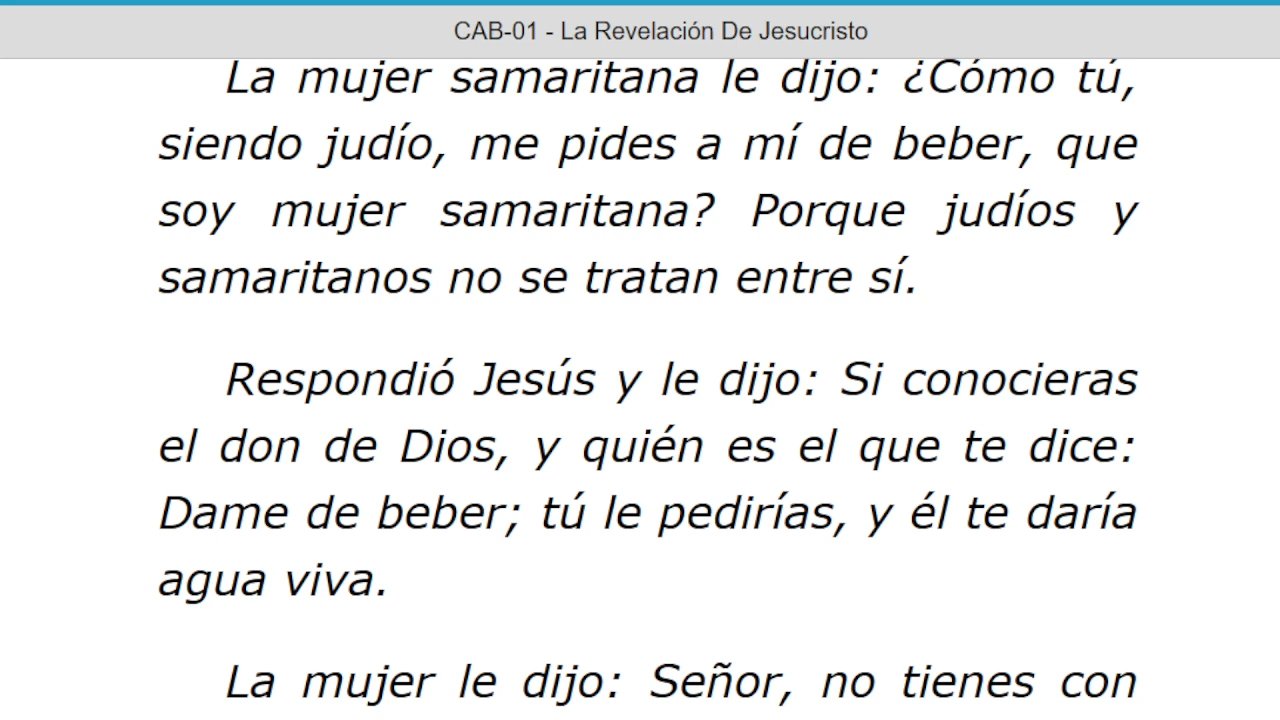 CAB-01 - La Revelación De Jesucristo
La mujer samaritana le dijo: ¿Cómo tú,
siendo judío, me pides a mí de beber, que
soy mujer samaritana? Porque judíos y
samaritanos no se tratan entre sí.
Respondió Jesús y le dijo: Si conocieras
el don de Dios, y quién es el que te dice:
Dame de beber; tú le pedirías, y él te daría
agua viva.
La mujer le dijo: Señor, no tienes con